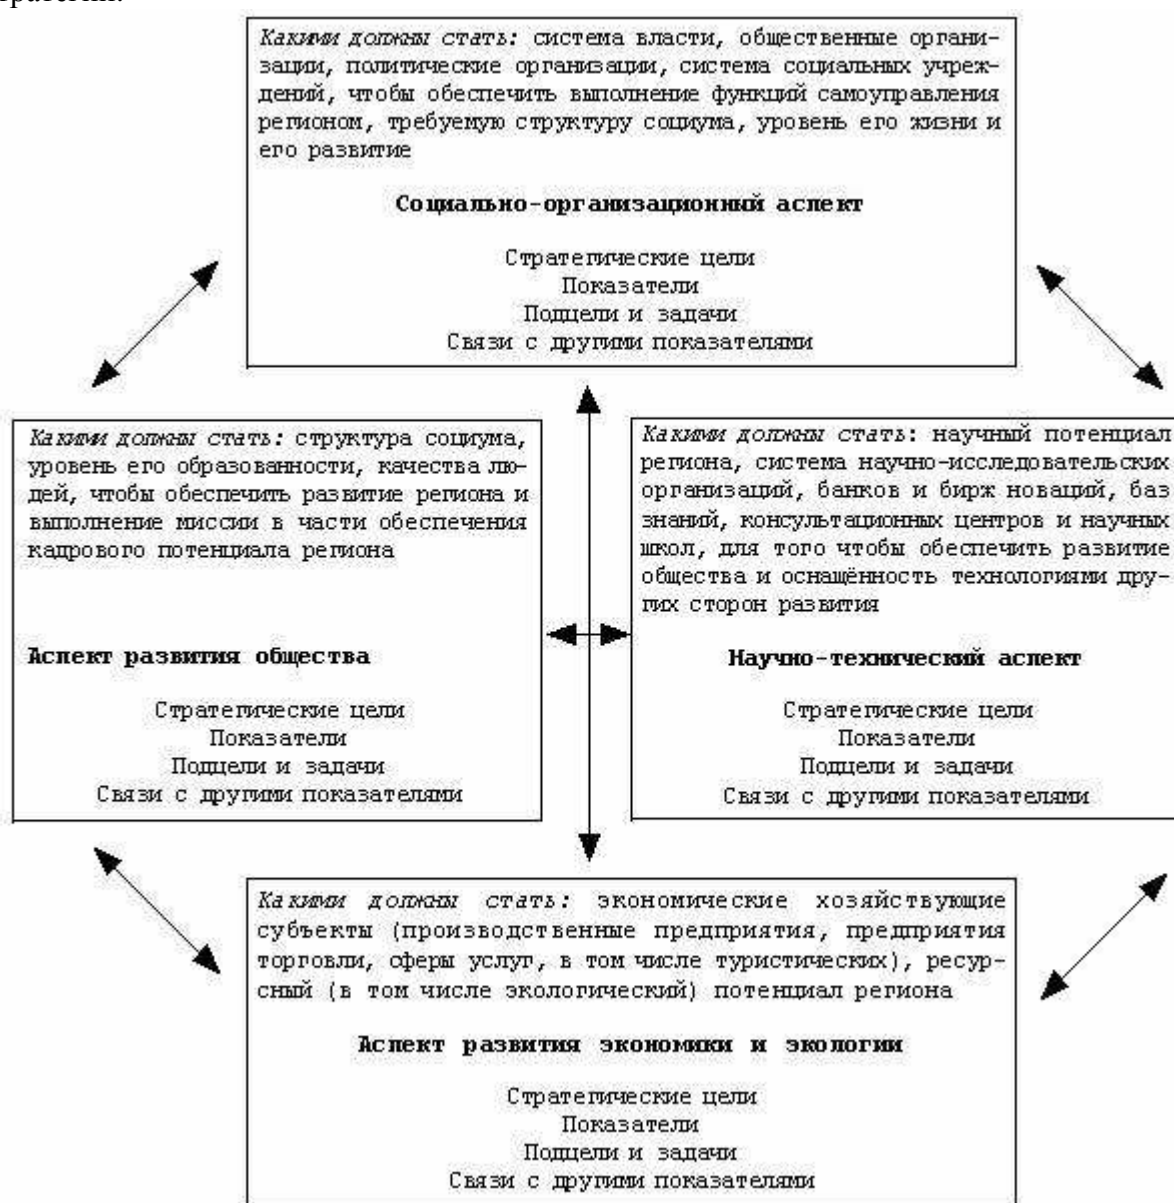 Какими должны стать: система власти, общественные органи-
зации, политические организации, система социальных учреж-
дений, чтобы обеспечить выполнение функций самоуправления
регионом, требуемую структуру социума, уровень его жизни и
его развитие
Социально-организационный аспект
Стратегические цели
Показатели
Подцели и задачи
Связи с другими показателями
Какими должны стать: структура социума,
уровень его образованности, качества лю-
дей, чтобы обеспечить развитие региона и
выполнение миссии в части обеспечения
кадрового потенциала региона
Аспект развития общества
Стратегические цели
Показатели
Подцели и задачи
Связи с другими показателями
Какими должны стать: научный потенциал
региона, система научно-исследовательских
организаций, банков и бирж новаций, баз
знаний, консультационных центров и научных
школ, для того чтобы обеспечить развитие
общества и оснащённость технологиями дру-
гих сторон развития
Научно-технический аспект
Стратегические цели
Показатели
Подцели и задачи
Связи с другими показателями
Какими должны стать: экономические хозяйствующие
субъекты (производственные предприятия, предприятия
торговли, сферы услуг, в том числе туристических), ресур-
сный (в том числе экологический) потенциал региона
Аспект развития экономики и экологии
Стратегические цели
Показатели
Подцели и задачи
Связи с другими показателями